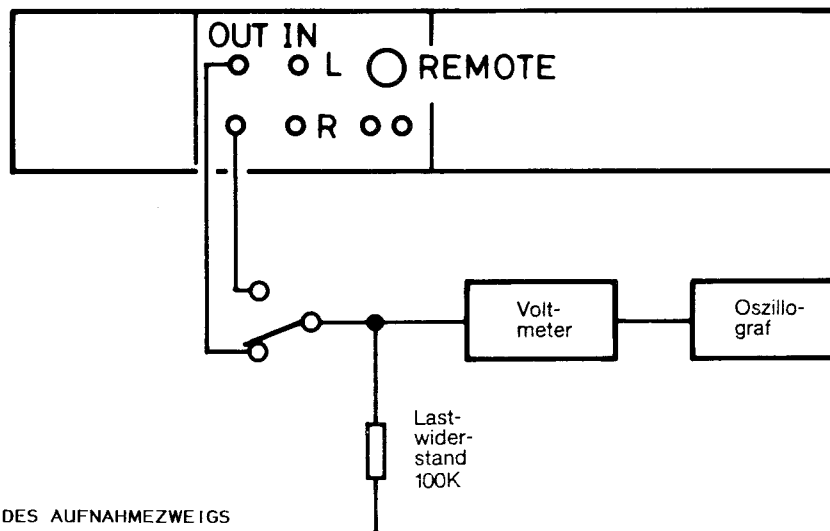 OUT IN
L
REMOTE
R
Volt-
meter
Oszillo-
graf
Last-
wider-
stand
100K
DES AUFNAHMEZWEIGS